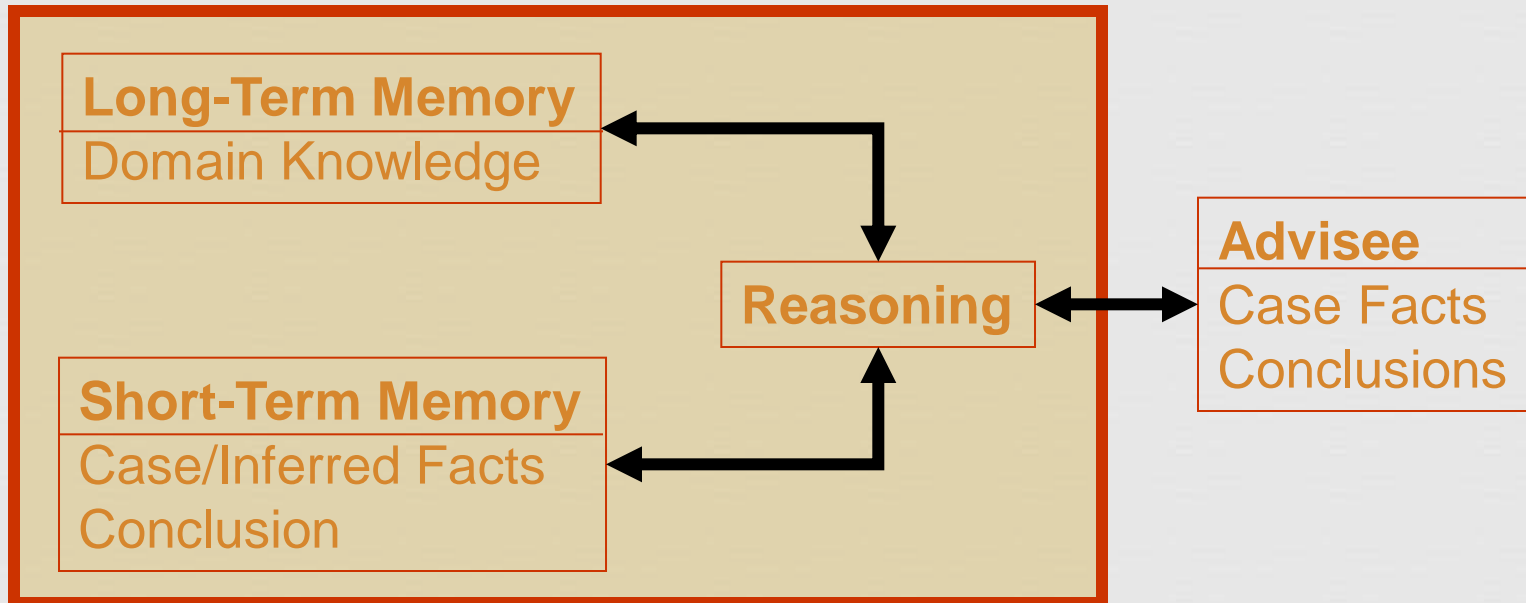 Long-Term Memory
Domain Knowledge
Reasoning
Short-Term Memory
Case/Inferred Facts
Conclusion
Advisee
Case Facts
Conclusions